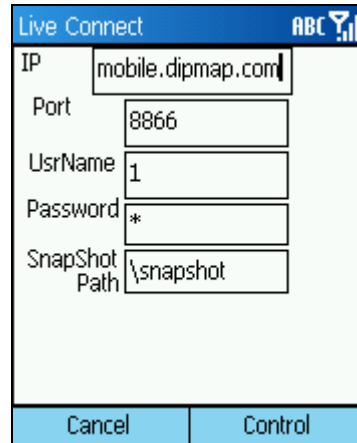 Live Connect ABC
IP mobile.dipmap.com
Port 8866
UsrName 1
Password *
SnapShot Path \snapshot
Cancel Control